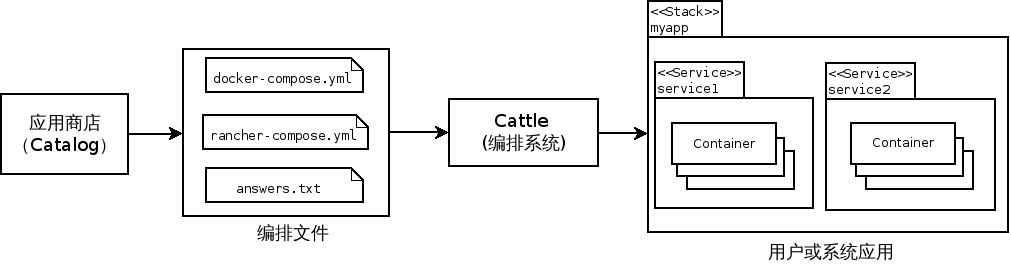 应用商店
（Catalog）
docker-compose.yml
rancher-compose.yml
answers.txt
编排文件
Cattle
(编排系统)
<<Stack>>
myapp
<<Service>>
service1
Container
<<Service>>
service2
Container
用户或系统应用